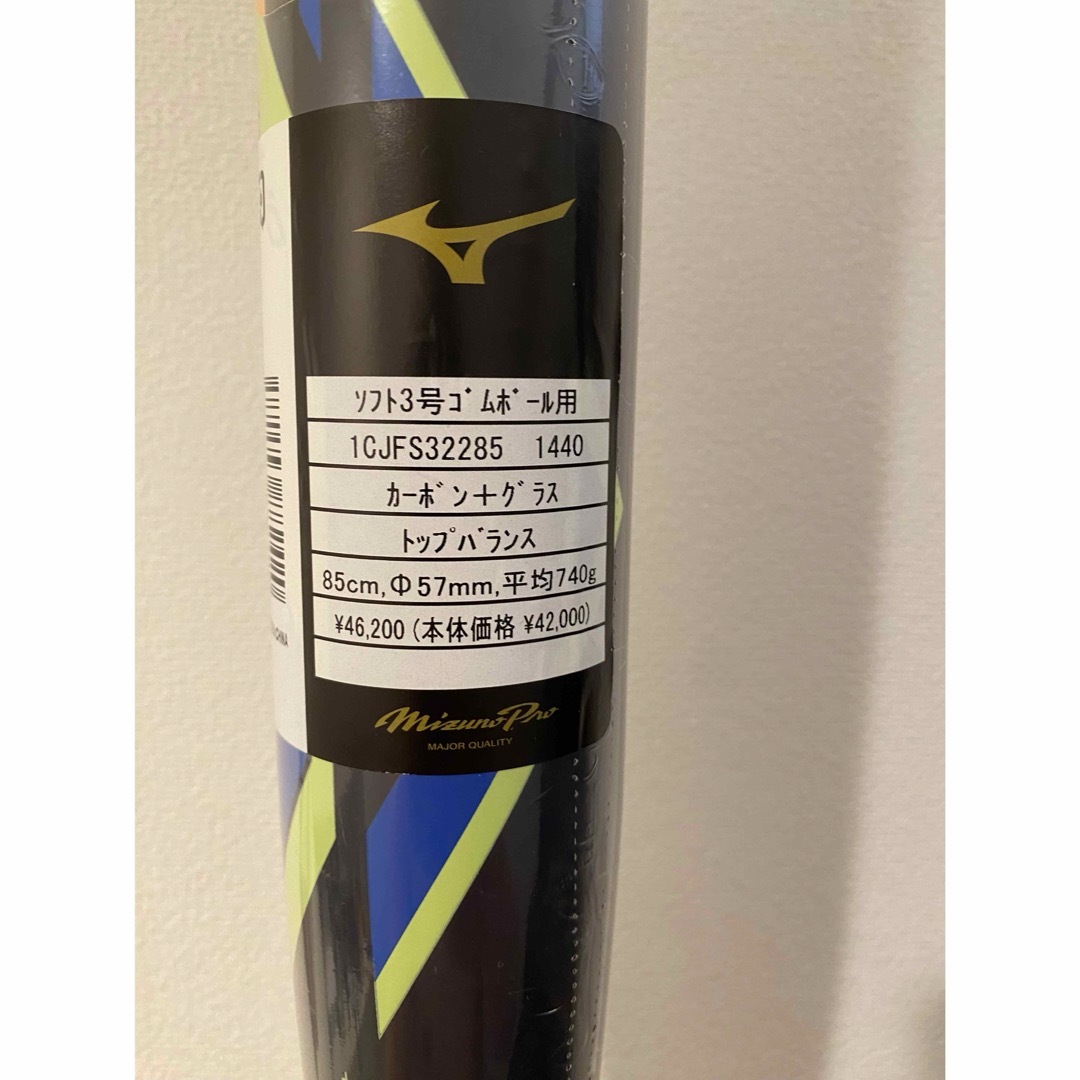 ソフト3号ゴムボール用
1CJFS32285 1440
カーボン+グラス
トップバランス
85cm,Φ57mm,平均740g
¥46,200 (本体価格 ¥42,000)
Mizuno Pro
MAJOR QUALITY